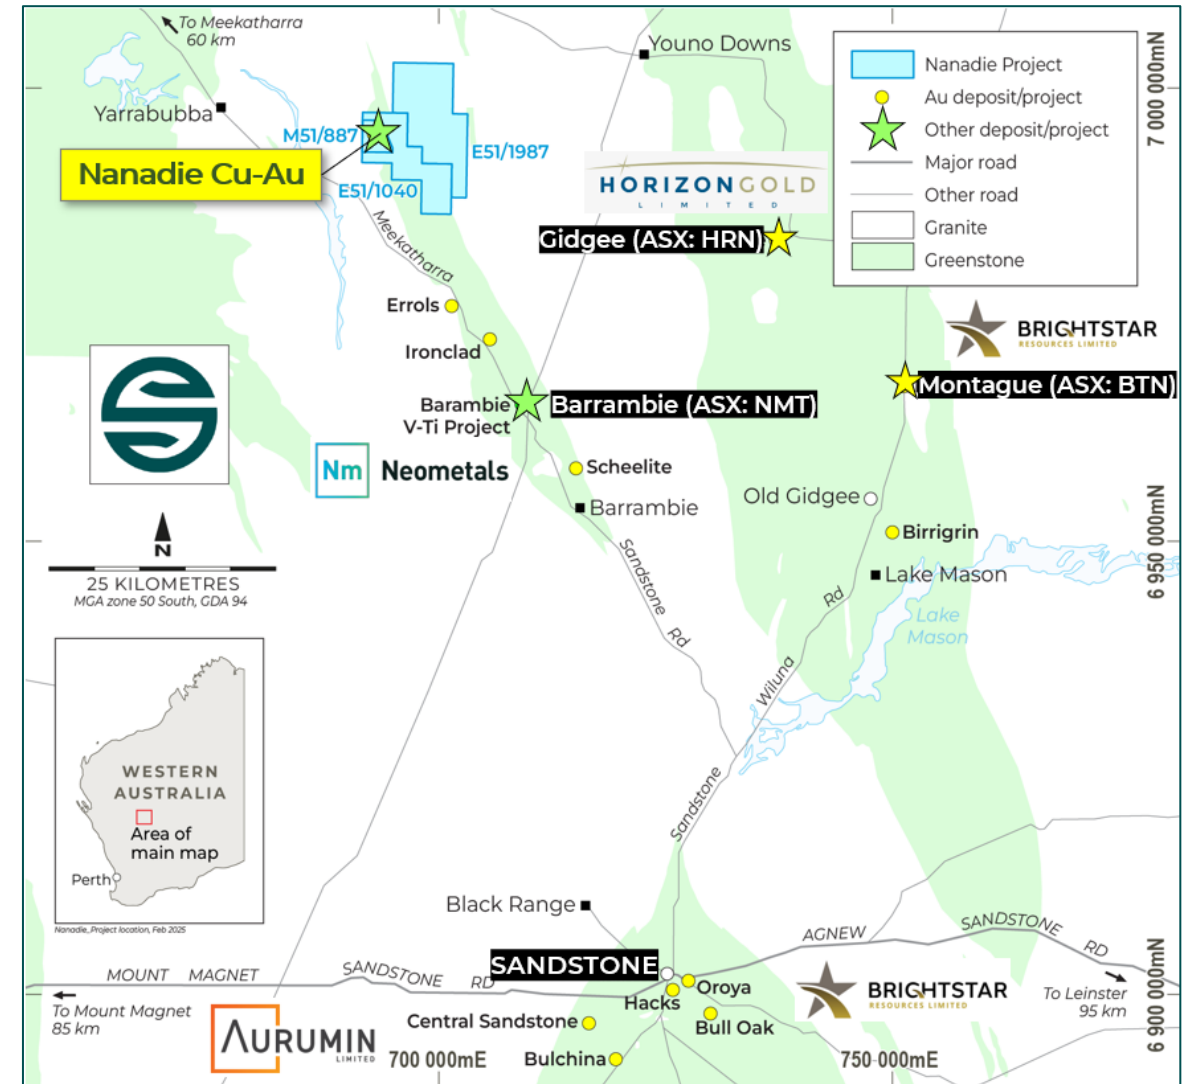 To Meekatharra
60 km
Youno Downs
Yarrabubba
M51/887
E51/1987
E51/1040
Nanadie Cu-Au
Nanadie Project
Au deposit/project
Other deposit/project
Major road
Other road
Granite
Greenstone
7 000 000mN
HORIZONGOLD
LIMITED
Gidgee (ASX: HRN)
Meekatharra
Errols
Ironclad
BRIGHTSTAR
RESOURCES LIMITED
Montague (ASX: BTN)
Barambie
V-Ti Project
Barrambie (ASX: NMT)
Nm Neometals
Scheelite
Barrambie
Old Gidgee
Birrigrin
Lake Mason
6 950 000mN
N
25 KILOMETRES
MGA zone 50 South, GDA 94
Sandstone Rd
Lake
Mason
Sandstone Wiluna Rd
WESTERN
AUSTRALIA
Area of
main map
Perth
Nanadie_Project location, Feb 2025
Black Range
SANDSTONE
MOUNT MAGNET SANDSTONE RD
AGNEW SANDSTONE RD
To Mount Magnet
85 km
To Leinster
95 km
Oroya
Hacks
Bull Oak
Central Sandstone
Bulchina
BRIGHTSTAR
RESOURCES LIMITED
AURUMIN
LIMITED
700 000mE
750 000mE
6 900 000mN